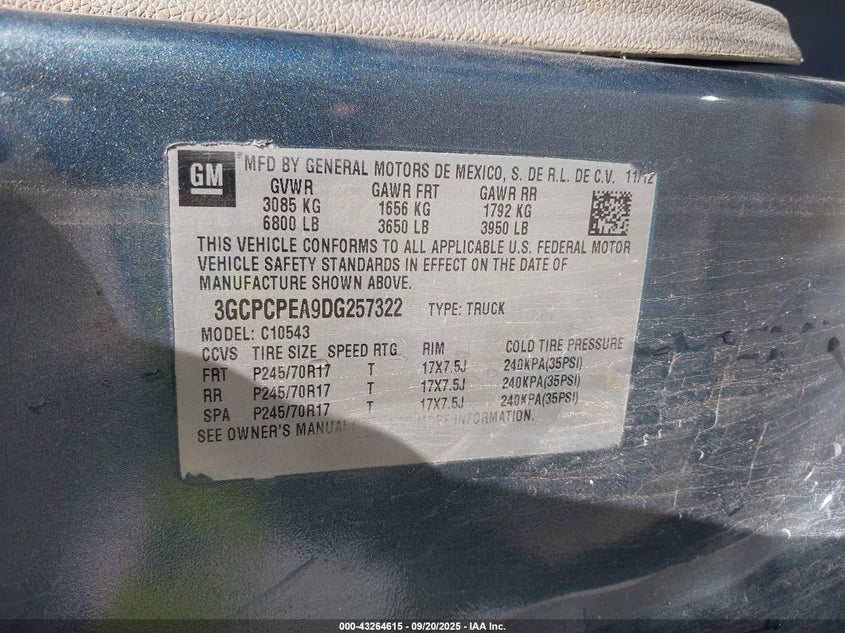 GM
® MFD BY GENERAL MOTORS DE MEXICO, S. DE R.L. DE C.V. 11/12
GVWR GAWR FRT GAWR RR
3085 KG 1656 KG 1792 KG
6800 LB 3650 LB 3950 LB
THIS VEHICLE CONFORMS TO ALL APPLICABLE U.S. FEDERAL MOTOR
VEHICLE SAFETY STANDARDS IN EFFECT ON THE DATE OF
MANUFACTURE SHOWN ABOVE.
3GCPCPEA9DG257322 TYPE: TRUCK
MODEL: C10543
CCVS TIRE SIZE SPEED RTG RIM COLD TIRE PRESSURE
FRT P245/70R17 T 17X7.5J 240KPA(35PSI)
RR P245/70R17 T 17X7.5J 240KPA(35PSI)
SPA P245/70R17 T 17X7.5J 240KPA(35PSI)
SEE OWNER'S MANUAL MORE INFORMATION.
000-43264615 | 09/20/2025 - IAA Inc.